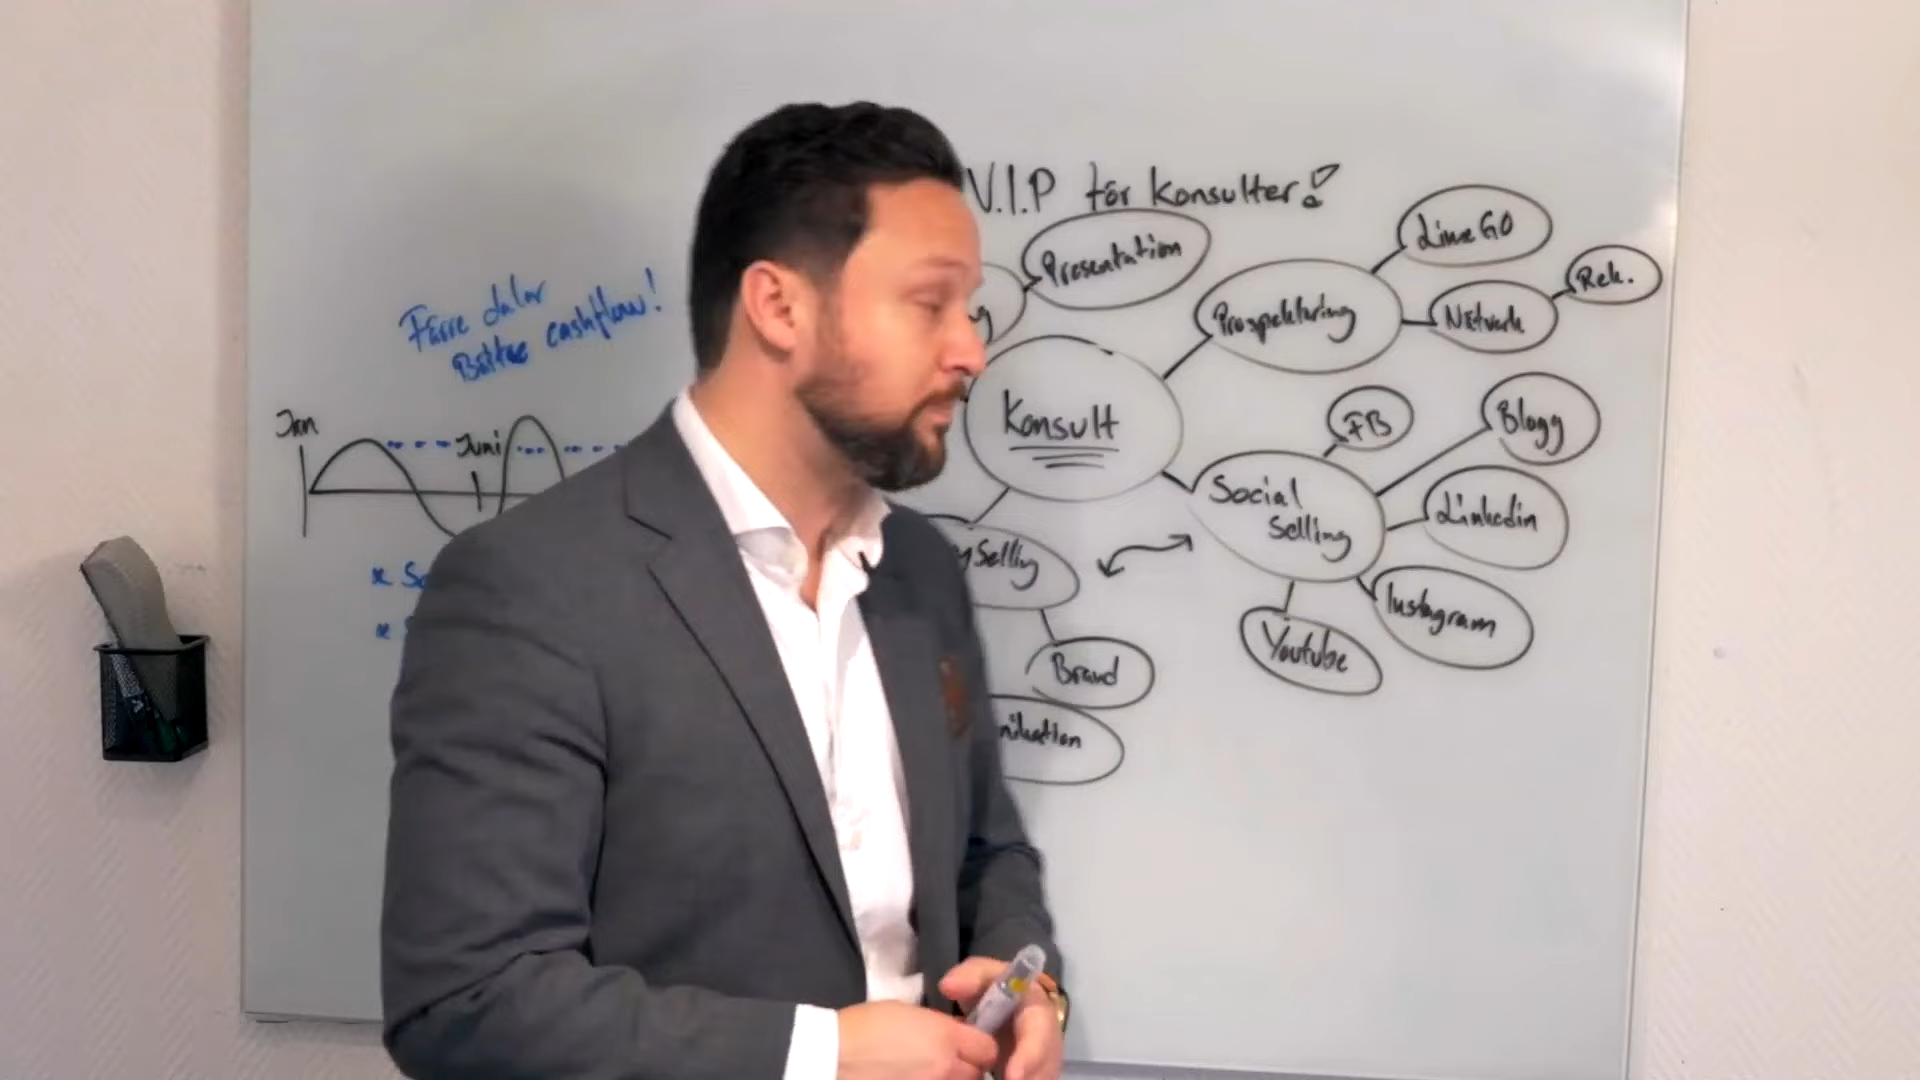 V.I.P för Konsulter!
Färre dalar
Bättre cashflow!
Jan
Juni
Presentation
Prospektering
LimeGO
Nätverk
Rek.
Konsult
FB
Blogg
Social
Selling
Linkedin
Instagram
Youtube
Brand